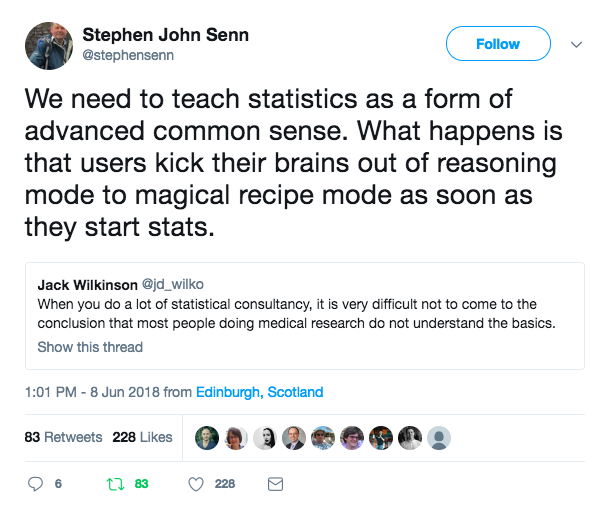 Stephen John Senn
@stephensenn
Follow
We need to teach statistics as a form of
advanced common sense. What happens is
that users kick their brains out of reasoning
mode to magical recipe mode as soon as
they start stats.
Jack Wilkinson @jd_wilko
When you do a lot of statistical consultancy, it is very difficult not to come to the
conclusion that most people doing medical research do not understand the basics.
Show this thread
1:01 PM - 8 Jun 2018 from Edinburgh, Scotland
83 Retweets 228 Likes
6 83 228